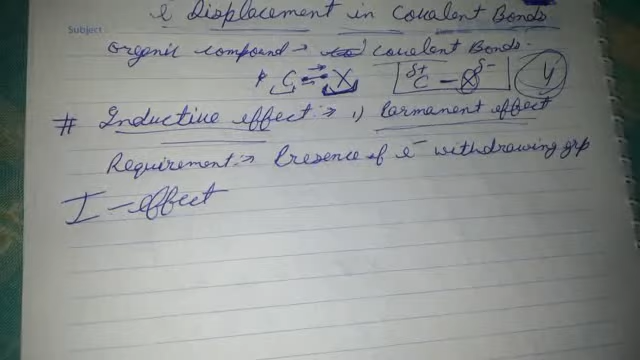 e⁻ Displacement in Covalent Bonds
Subject :
organic compound → covalent Bonds.
C ⇌ X δ+ C – X δ- Y
# Inductive effect :→ 1) Parmanent effect
Requirement :→ Presence of e⁻ withdrawing grp
I – effect